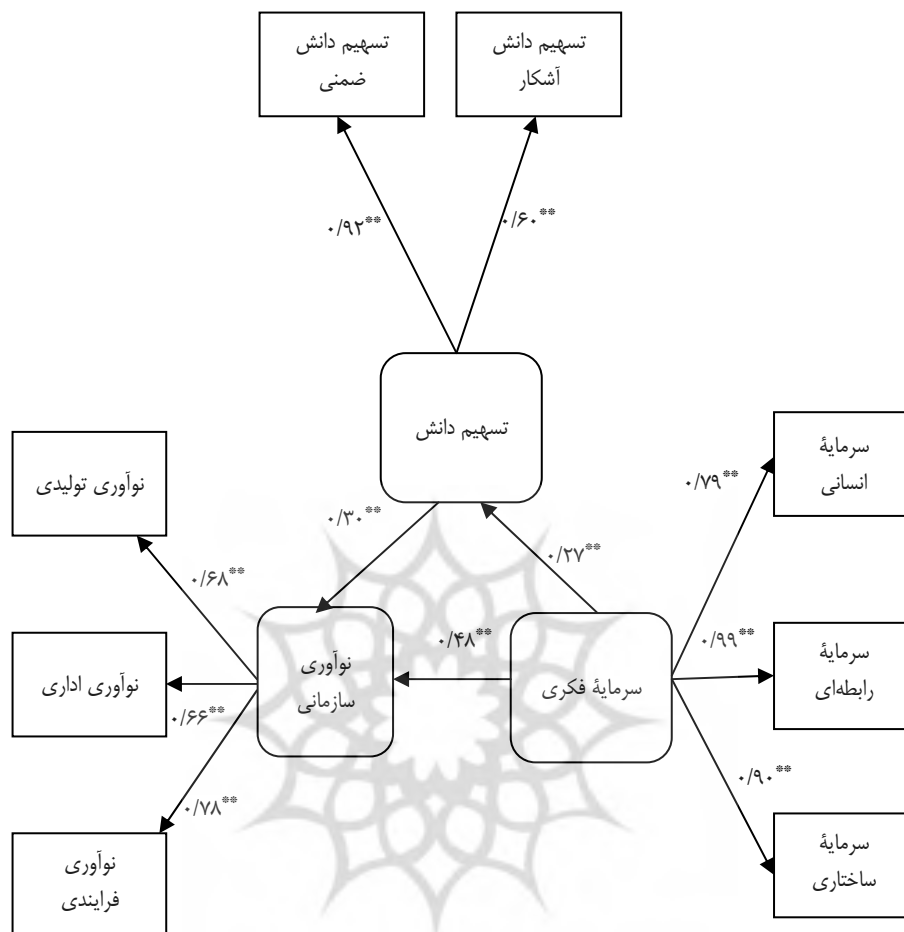 تسهیم دانش
آشکار
تسهیم دانش
ضمنی
۰/۶۰**
۰/۹۲**
تسهیم دانش
سرمایهٔ
انسانی
نوآوری تولیدی
۰/۷۹**
۰/۳۰**
۰/۲۷**
۰/۶۸**
سرمایهٔ
رابطه‌ای
۰/۹۹**
سرمایهٔ فکری
۰/۴۸**
نوآوری
سازمانی
نوآوری اداری
۰/۶۶**
۰/۹۰**
۰/۷۸**
سرمایهٔ
ساختاری
نوآوری
فرایندی